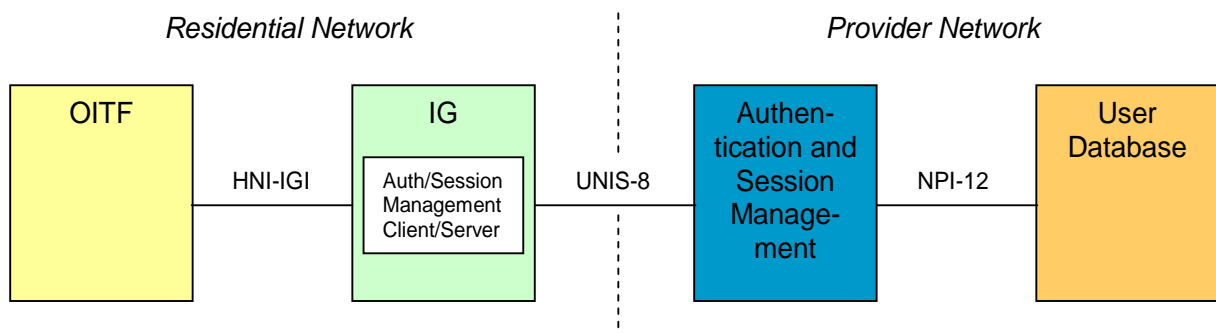 Residential Network
Provider Network
OITF
HNI-IGI
IG
Auth/Session
Management
Client/Server
UNIS-8
Authen-
tication and
Session
Manage-
ment
NPI-12
User
Database